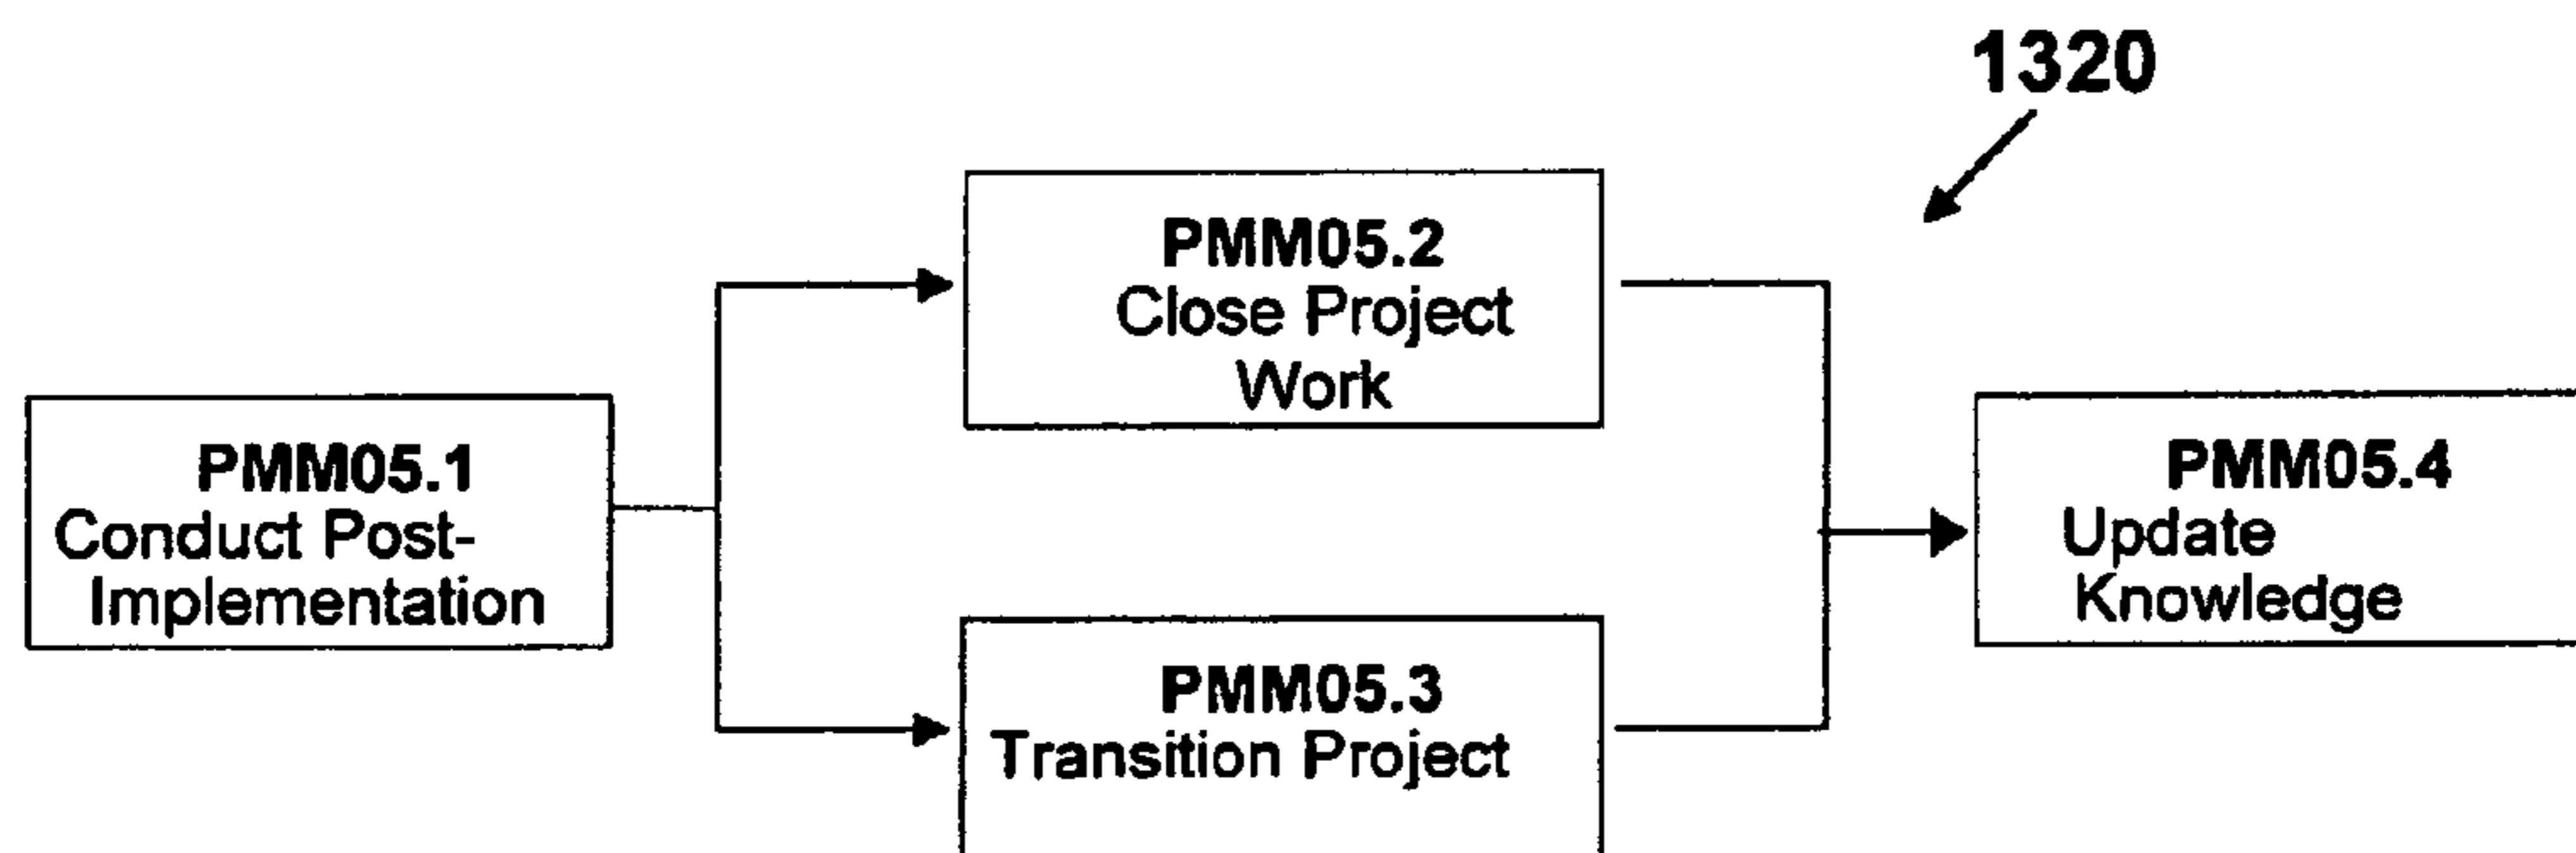 1320
PMM05.1
Conduct Post-
Implementation
PMM05.2
Close Project
Work
PMM05.3
Transition Project
PMM05.4
Update
Knowledge